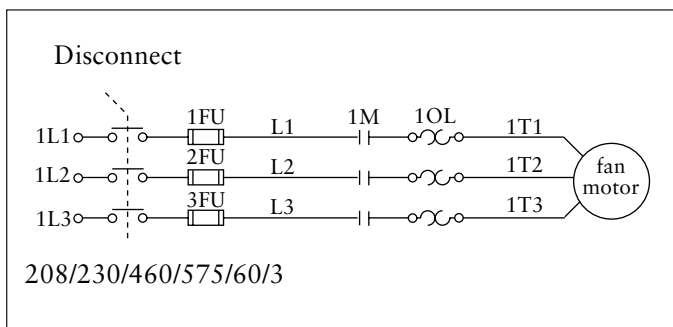 Disconnect
1FU 1M 1OL
1L1 L1 1T1
2FU
1L2 L2 1T2
fan
motor
3FU
1L3 L3 1T3
208/230/460/575/60/3